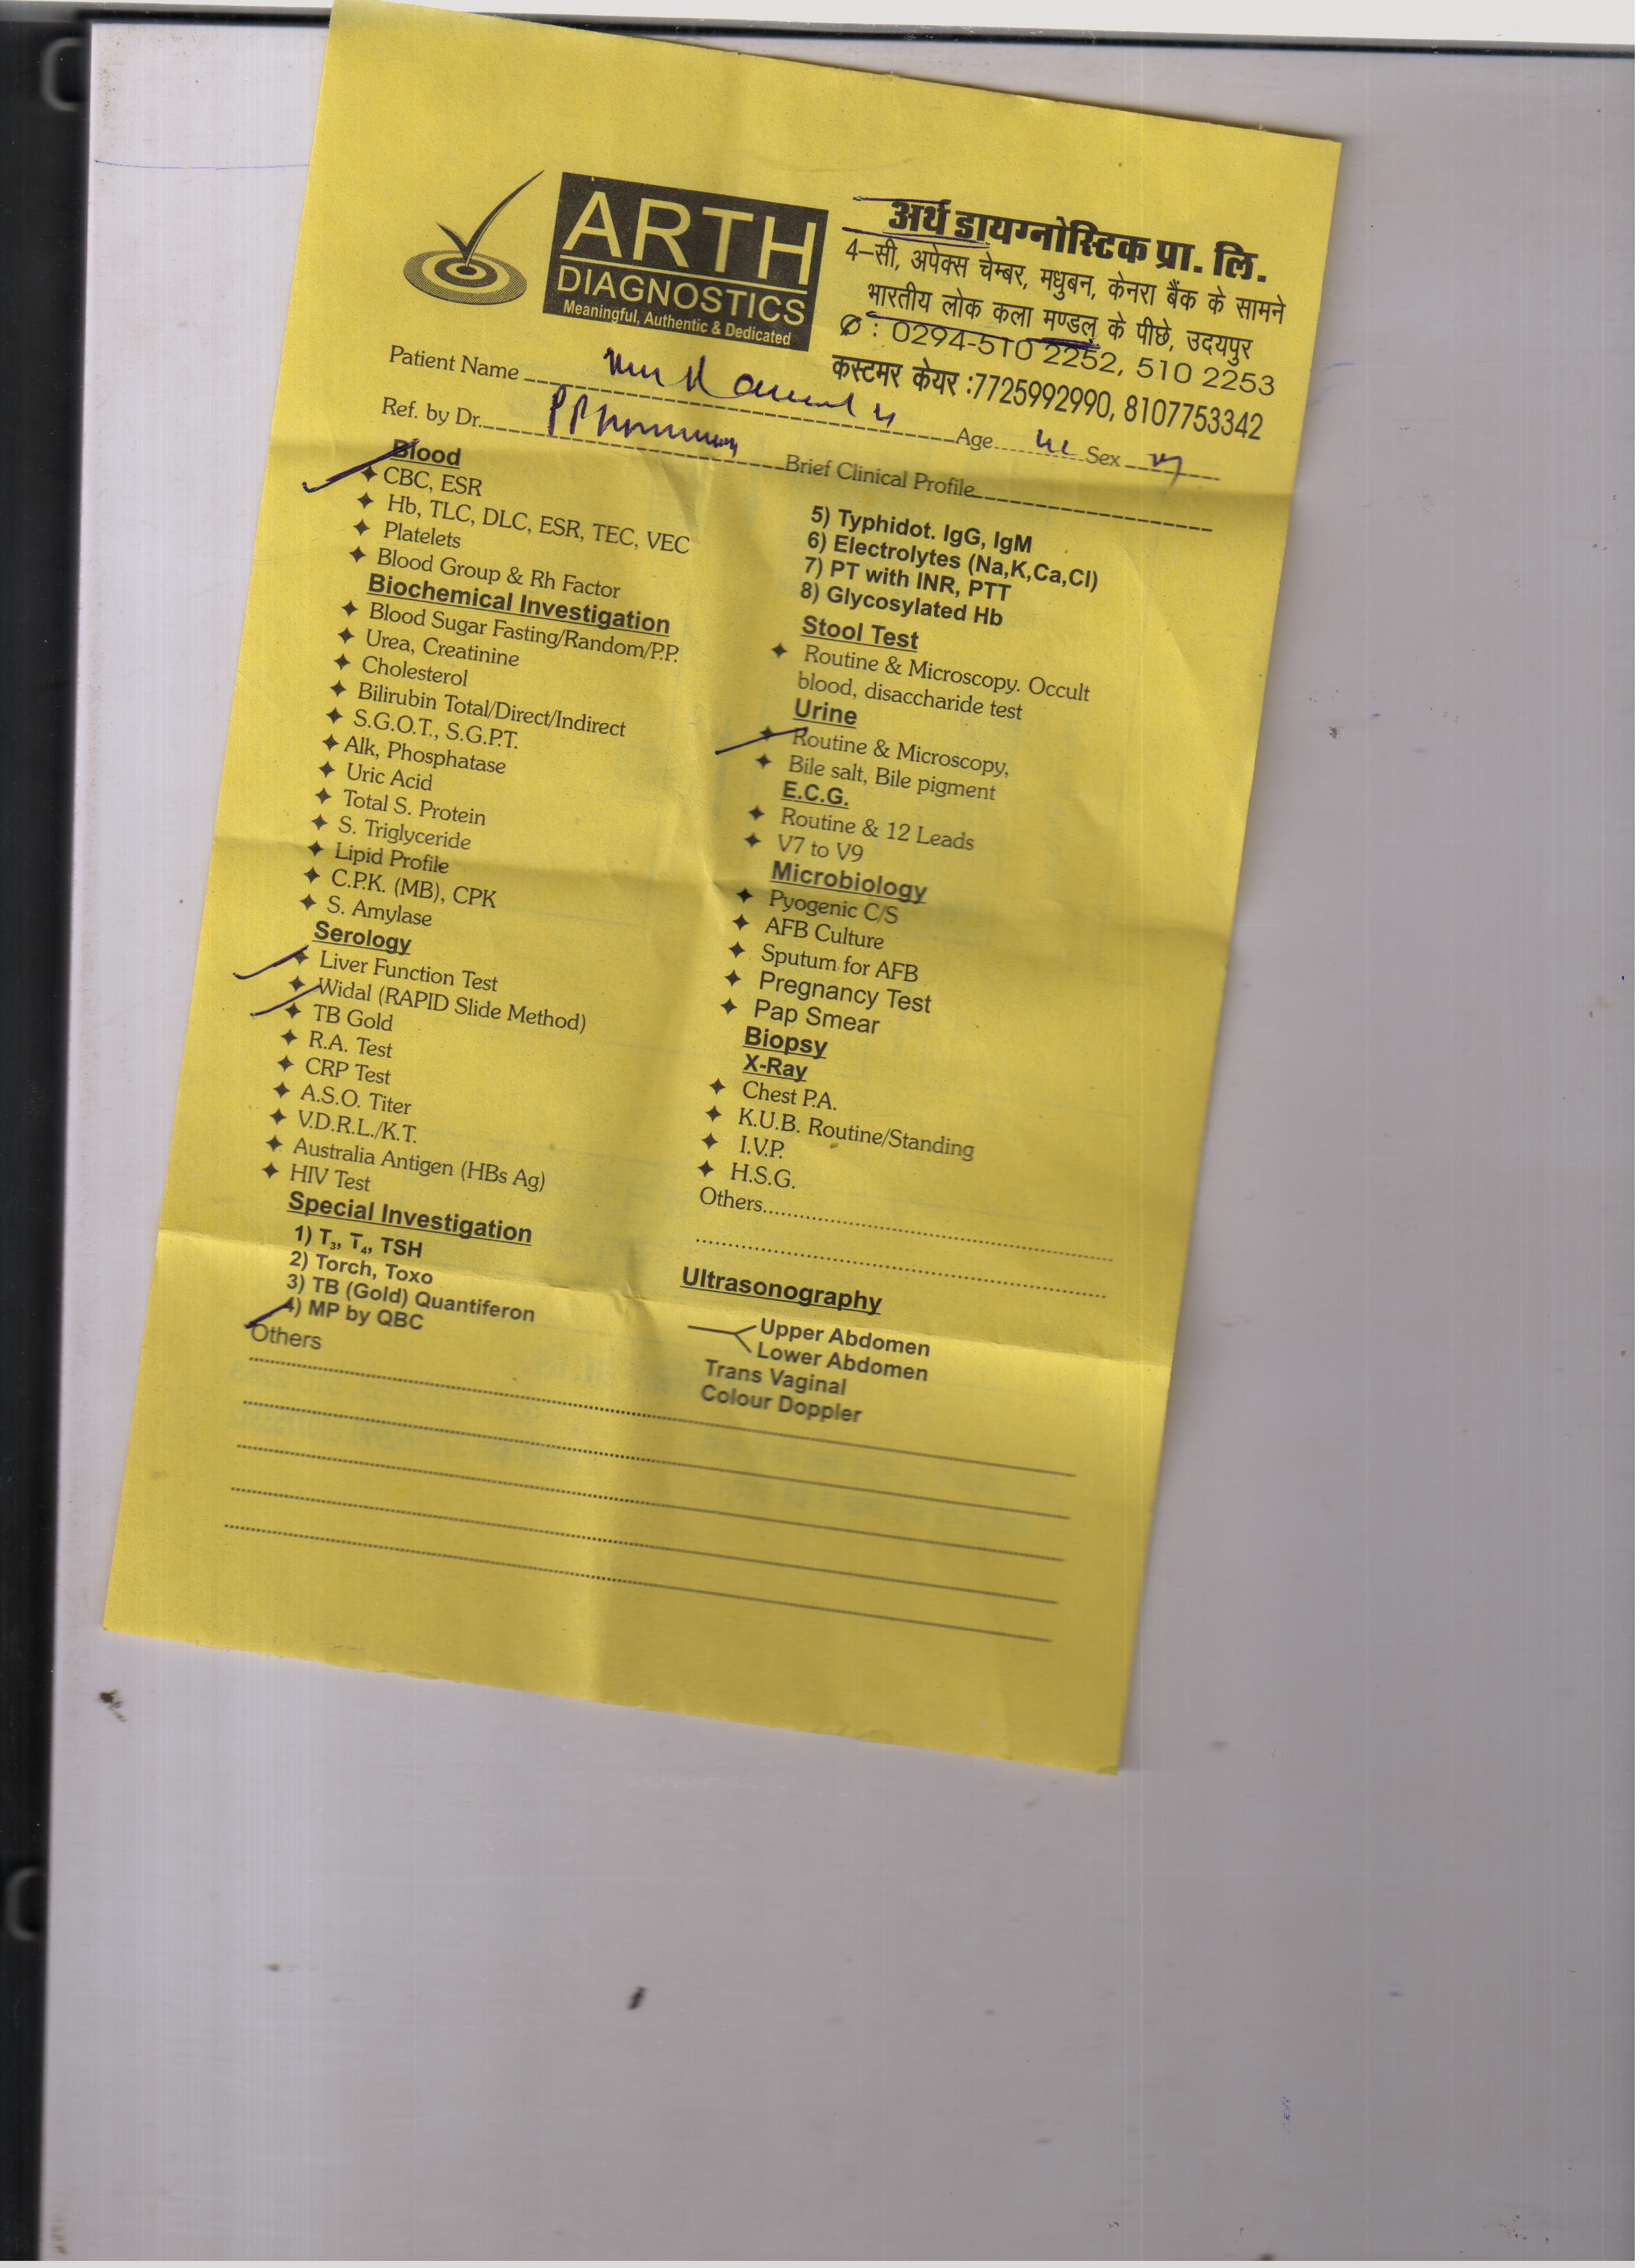 ARTH
DIAGNOSTICS
Meaningful, Authentic & Dedicated
अर्थ डायग्नोस्टिक प्रा. लि.
4–सी, अपेक्स चेम्बर, मधुबन, केनरा बैंक के सामने
भारतीय लोक कला मण्डल के पीछे, उदयपुर
: 0294-510 2252, 510 2253
कस्टमर केयर :7725992990, 8107753342
Patient Name
Ref. by Dr.
Age Sex
Brief Clinical Profile
Blood
CBC, ESR
Hb, TLC, DLC, ESR, TEC, VEC
Platelets
Blood Group & Rh Factor
Biochemical Investigation
Blood Sugar Fasting/Random/P.P.
Urea, Creatinine
Cholesterol
Bilirubin Total/Direct/Indirect
S.G.O.T., S.G.P.T.
Alk, Phosphatase
Uric Acid
Total S. Protein
S. Triglyceride
Lipid Profile
C.P.K. (MB), CPK
S. Amylase
Serology
Liver Function Test
Widal (RAPID Slide Method)
TB Gold
R.A. Test
CRP Test
A.S.O. Titer
V.D.R.L./K.T.
Australia Antigen (HBs Ag)
HIV Test
Special Investigation
1) T₃, T₄, TSH
2) Torch, Toxo
3) TB (Gold) Quantiferon
4) MP by QBC
Others
5) Typhidot. IgG, IgM
6) Electrolytes (Na,K,Ca,Cl)
7) PT with INR, PTT
8) Glycosylated Hb
Stool Test
Routine & Microscopy. Occult
blood, disaccharide test
Urine
Routine & Microscopy,
Bile salt, Bile pigment
E.C.G.
Routine & 12 Leads
V7 to V9
Microbiology
Pyogenic C/S
AFB Culture
Sputum for AFB
Pregnancy Test
Pap Smear
Biopsy
X-Ray
Chest P.A.
K.U.B. Routine/Standing
I.V.P.
H.S.G.
Others
Ultrasonography
Upper Abdomen
Lower Abdomen
Trans Vaginal
Colour Doppler